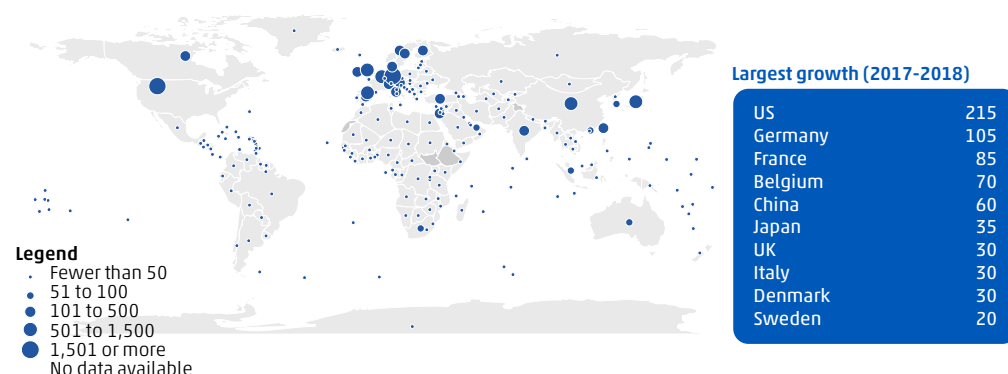 Largest growth (2017-2018)
US 215
Germany 105
France 85
Belgium 70
China 60
Japan 35
UK 30
Italy 30
Denmark 30
Sweden 20
Legend
Fewer than 50
51 to 100
101 to 500
501 to 1,500
1,501 or more
No data available